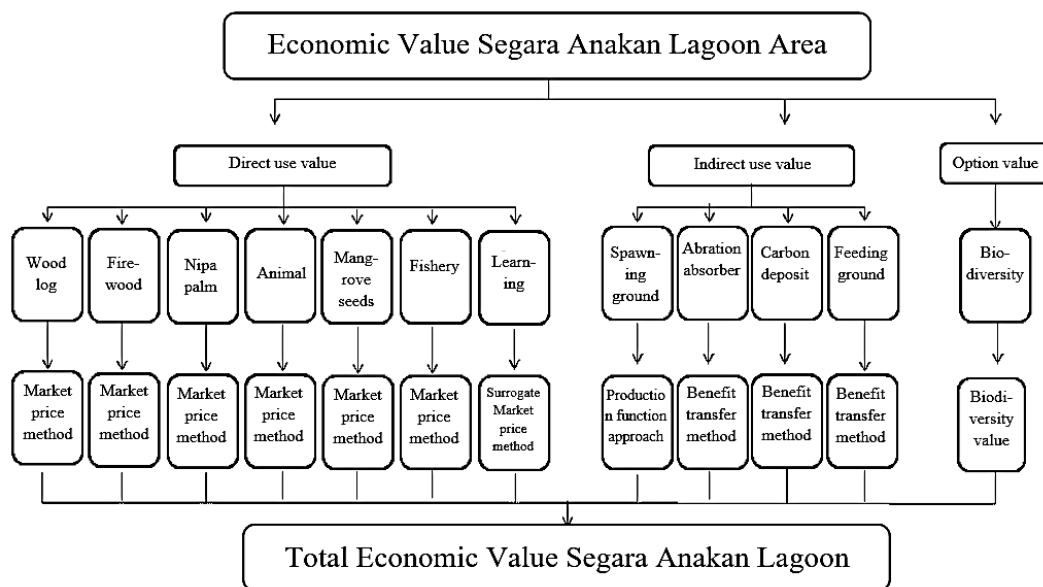 Economic Value Segara Anakan Lagoon Area
Direct use value
Indirect use value
Option value
Wood
log
Fire-
wood
Nipa
palm
Animal
Mang-
rove
seeds
Fishery
Learn-
ing
Spawn-
ing
ground
Abration
absorber
Carbon
deposit
Feeding
ground
Bio-
diversity
Market
price
method
Market
price
method
Market
price
method
Market
price
method
Market
price
method
Market
price
method
Surrogate
Market
price
method
Productio
n function
approach
Benefit
transfer
method
Benefit
transfer
method
Benefit
transfer
method
Biodi-
versity
value
Total Economic Value Segara Anakan Lagoon